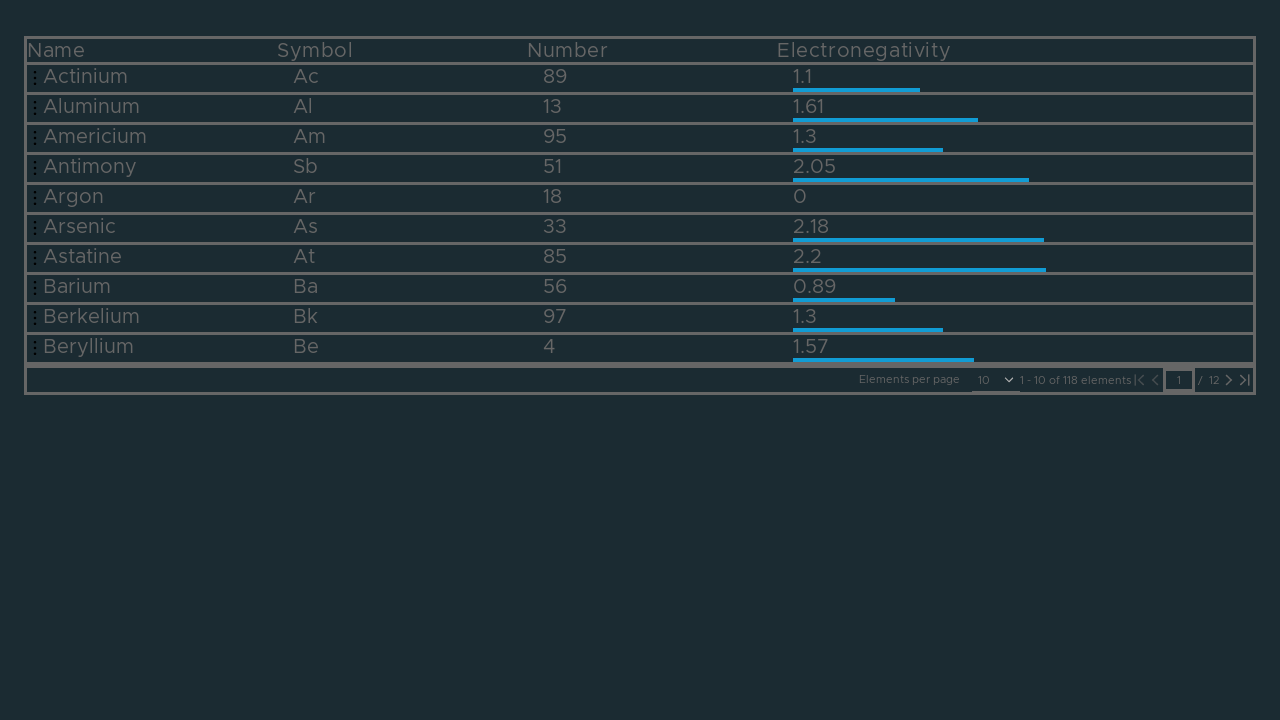 Name Symbol Number Electronegativity
Actinium Ac 89 1.1
Aluminum Al 13 1.61
Americium Am 95 1.3
Antimony Sb 51 2.05
Argon Ar 18 0
Arsenic As 33 2.18
Astatine At 85 2.2
Barium Ba 56 0.89
Berkelium Bk 97 1.3
Beryllium Be 4 1.57
Elements per page 10 1 - 10 of 118 elements 1 / 12